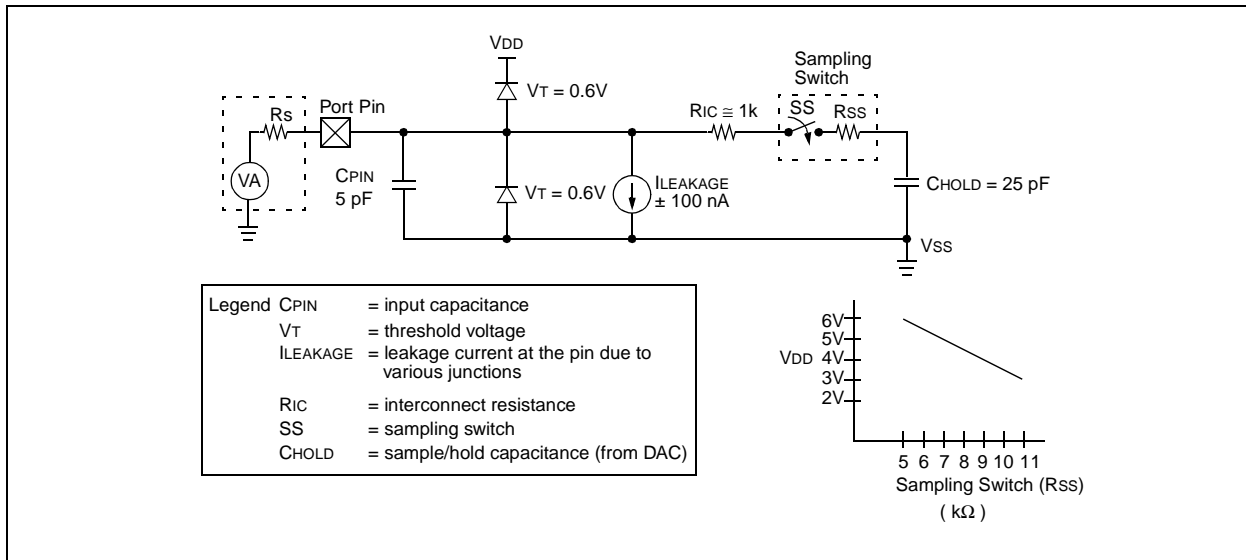 VDD
Sampling
Switch
VT = 0.6V
Rs
Port Pin
RIC ≅ 1k
SS
RSS
VA
CPIN
5 pF
VT = 0.6V
ILEAKAGE
± 100 nA
CHOLD = 25 pF
VSS
Legend CPIN = input capacitance
VT = threshold voltage
ILEAKAGE = leakage current at the pin due to
various junctions
RIC = interconnect resistance
SS = sampling switch
CHOLD = sample/hold capacitance (from DAC)
6V
5V
VDD 4V
3V
2V
5 6 7 8 9 10 11
Sampling Switch (RSS)
( kΩ )